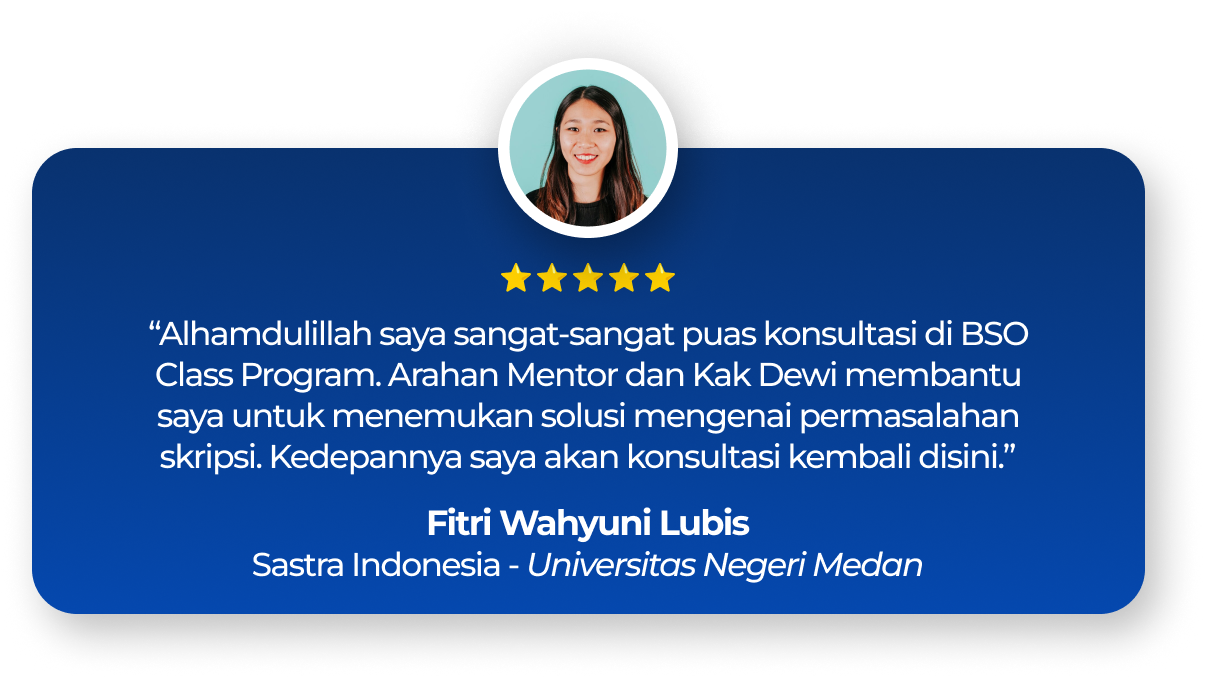 “Alhamdulillah saya sangat-sangat puas konsultasi di BSO
Class Program. Arahan Mentor dan Kak Dewi membantu
saya untuk menemukan solusi mengenai permasalahan
skripsi. Kedepannya saya akan konsultasi kembali disini.”
Fitri Wahyuni Lubis
Sastra Indonesia - Universitas Negeri Medan